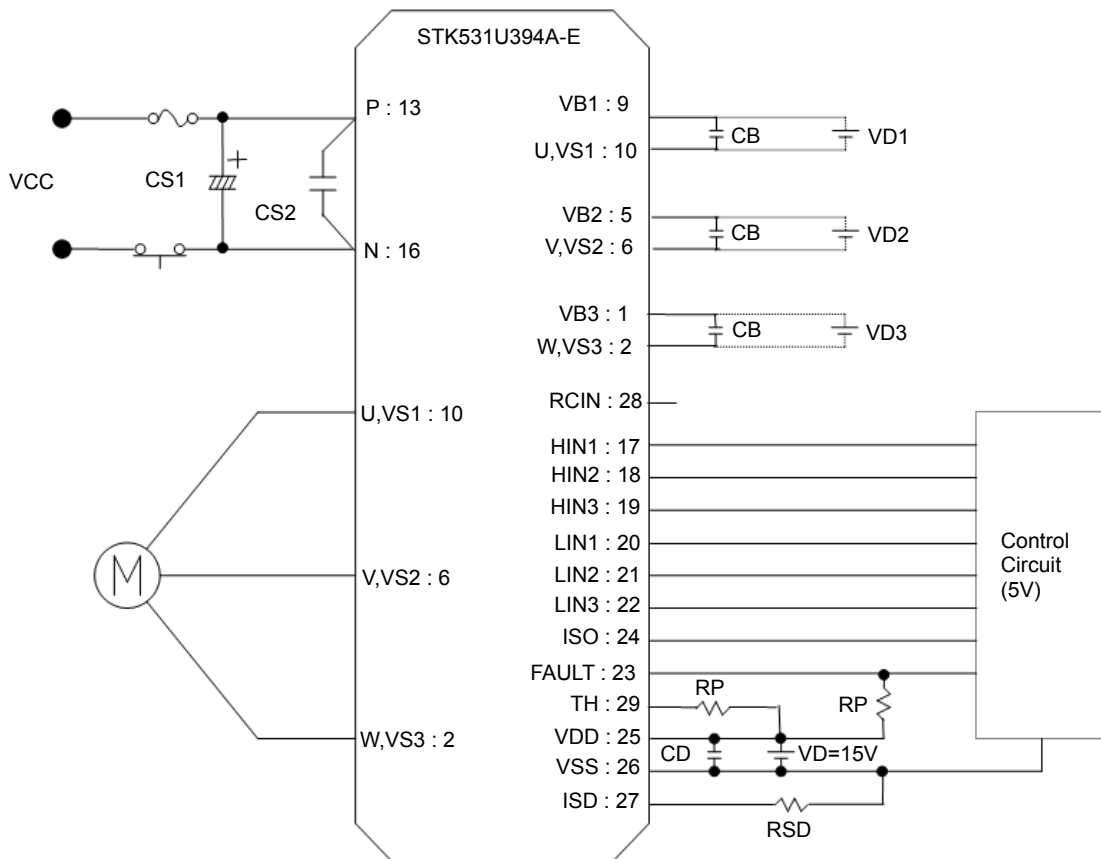 STK531U394A-E
P : 13
VB1 : 9
CB
VD1
U,VS1 : 10
VCC
CS1
+
CS2
VB2 : 5
CB
VD2
V,VS2 : 6
N : 16
VB3 : 1
CB
VD3
W,VS3 : 2
RCIN : 28
U,VS1 : 10
HIN1 : 17
HIN2 : 18
HIN3 : 19
LIN1 : 20
Control
Circuit
(5V)
M
V,VS2 : 6
LIN2 : 21
LIN3 : 22
ISO : 24
FAULT : 23
RP
TH : 29
RP
W,VS3 : 2
VDD : 25
CD
VD=15V
VSS : 26
ISD : 27
RSD